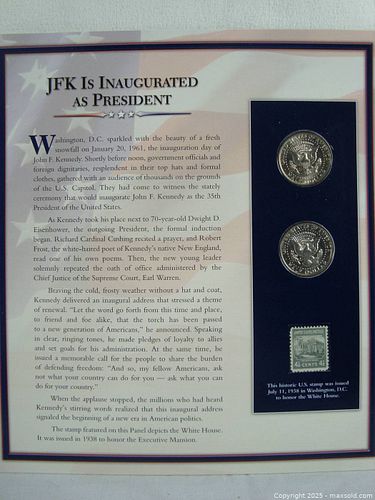 JFK IS INAUGURATED
AS PRESIDENT
Washington, D.C. sparkled with the beauty of a fresh
snowfall on January 20, 1961, the inauguration day of
John F. Kennedy. Shortly before noon, government officials and
foreign dignitaries, resplendent in their top hats and formal
clothes, gathered with an audience of thousands on the grounds
of the U.S. Capitol. They had come to witness the stately
ceremony that would inaugurate John F. Kennedy as the 35th
President of the United States.
As Kennedy took his place next to 70-year-old Dwight D.
Eisenhower, the outgoing President, the formal induction
began. Richard Cardinal Cushing recited a prayer, and Robert
Frost, the white-haired poet of Kennedy's native New England,
read one of his own poems. Then, the new young leader
solemnly repeated the oath of office administered by the
Chief Justice of the Supreme Court, Earl Warren.
Braving the cold, frosty weather without a hat and coat,
Kennedy delivered an inaugural address that stressed a theme
of renewal. "Let the word go forth from this time and place,
to friend and foe alike, that the torch has been passed
to a new generation of Americans," he announced. Speaking
in clear, ringing tones, he made pledges of loyalty to allies
and set goals for his administration. At the same time, he
issued a memorable call for the people to share the burden
of defending freedom: "And so, my fellow Americans, ask
not what your country can do for you — ask what you can
do for your country."
When the applause stopped, the millions who had heard
Kennedy's stirring words realized that this inaugural address
signaled the beginning of a new era in American politics.
The stamp featured on this Panel depicts the White House.
It was issued in 1938 to honor the Executive Mansion.
4½ CENTS 4½
This historic U.S. stamp was issued
July 11, 1938 in Washington, D.C.
to honor the White House.
Copyright 2025 - maxsold.com